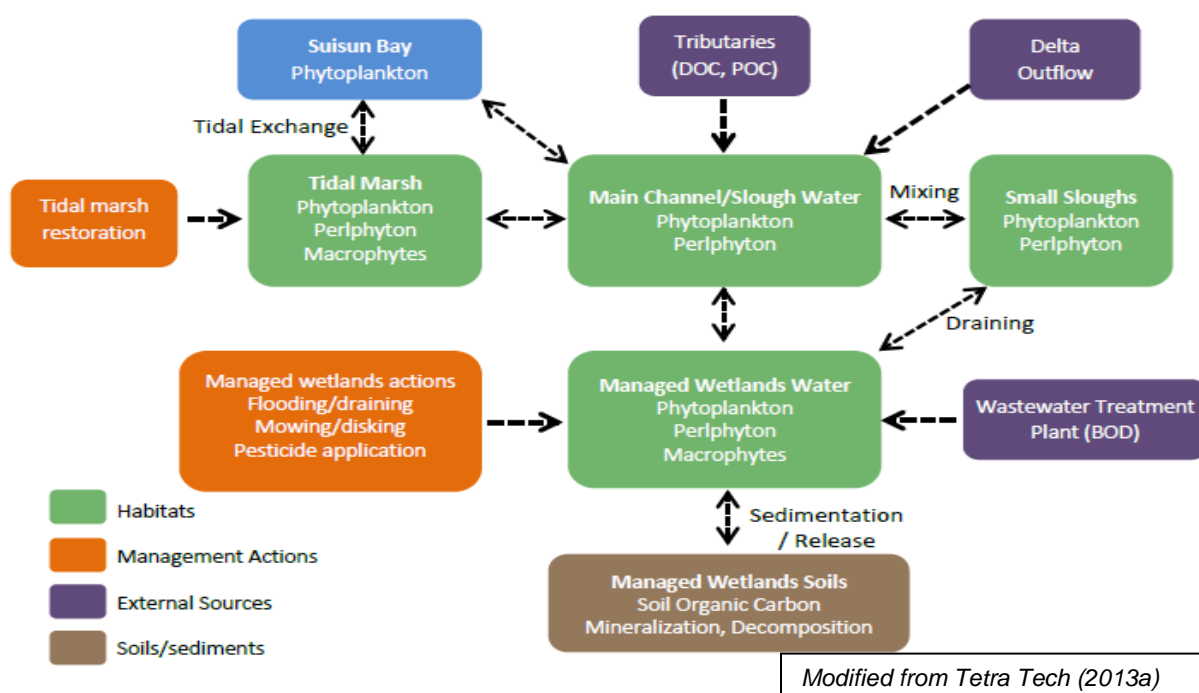 Suisun Bay
Phytoplankton
Tributaries
(DOC, POC)
Delta
Outflow
Tidal Exchange
Tidal marsh
restoration
Tidal Marsh
Phytoplankton
Perlphyton
Macrophytes
Main Channel/Slough Water
Phytoplankton
Perlphyton
Mixing
Small Sloughs
Phytoplankton
Perlphyton
Draining
Managed wetlands actions
Flooding/draining
Mowing/disking
Pesticide application
Managed Wetlands Water
Phytoplankton
Perlphyton
Macrophytes
Wastewater Treatment
Plant (BOD)
Sedimentation
/ Release
Managed Wetlands Soils
Soil Organic Carbon
Mineralization, Decomposition
Habitats
Management Actions
External Sources
Soils/sediments
Modified from Tetra Tech (2013a)